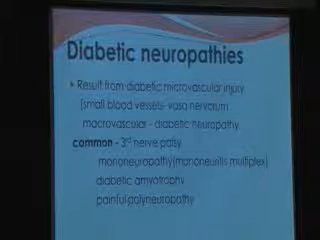 Diabetic neuropathies
Result from diabetic microvascular injury
(small blood vessels- vasa nervorum
macrovascular - diabetic neuropathy
common - 3rd nerve palsy
mononeuropathy(mononeuritis multiplex)
diabetic amyotrophy
painful polyneuropathy